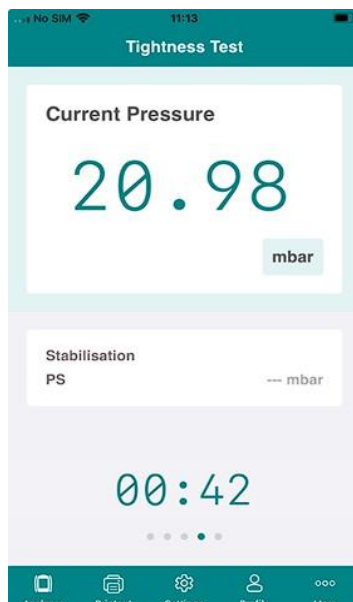 No SIM 11:13
Tightness Test
Current Pressure
20.98
mbar
Stabilisation
PS --- mbar
00:42